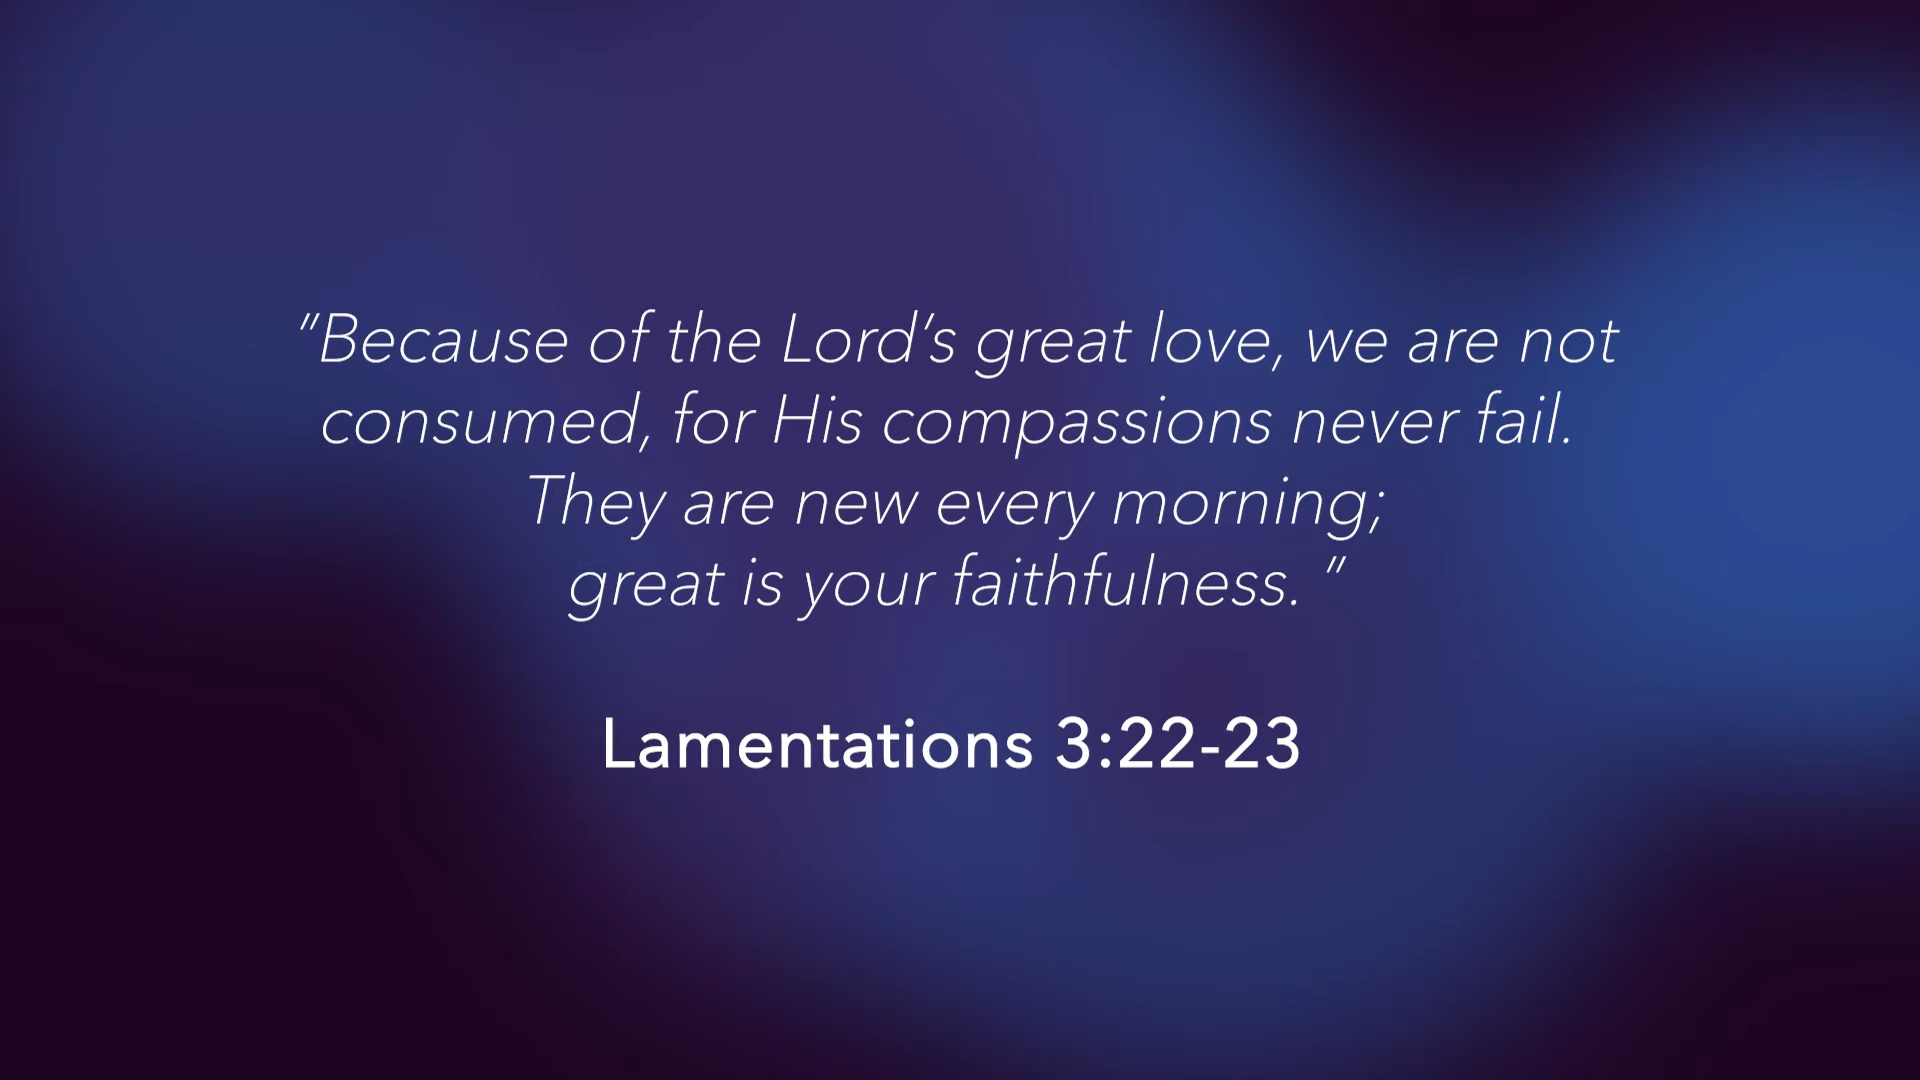 "Because of the Lord's great love, we are not
consumed, for His compassions never fail.
They are new every morning;
great is your faithfulness. "
Lamentations 3:22-23